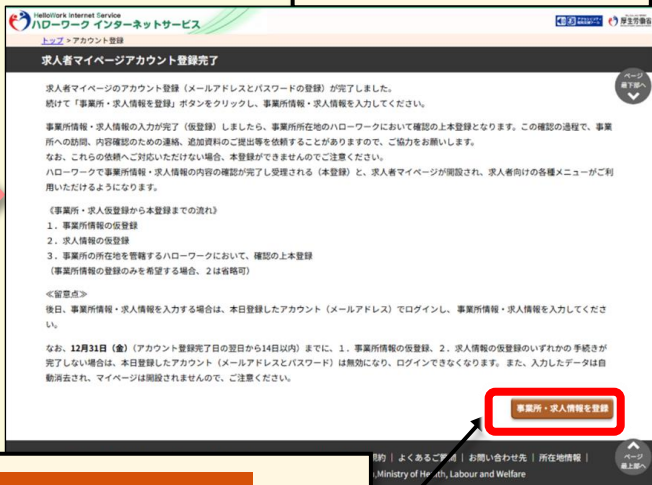 HelloWork Internet Service
ハローワーク インターネットサービス
厚生労働省
トップ > アカウント登録
求人者マイページアカウント登録完了
ページ
最下部へ
求人者マイページのアカウント登録(メールアドレスとパスワードの登録)が完了しました。
続けて「事業所・求人情報を登録」ボタンをクリックし、事業所情報・求人情報を入力してください。
事業所情報・求人情報の入力が完了(仮登録)しましたら、事業所所在地のハローワークにおいて確認の上本登録となります。この確認の過程で、事業
所への訪問、内容確認のための連絡、追加資料のご提出等を依頼することがありますので、ご協力をお願いします。
なお、これらの依頼へご対応いただけない場合、本登録ができませんのでご注意ください。
ハローワークで事業所情報・求人情報の内容の確認が完了し受理される(本登録)と、求人者マイページが開設され、求人者向けの各種メニューがご利
用いただけるようになります。
《事業所・求人仮登録から本登録までの流れ》
1.事業所情報の仮登録
2.求人情報の仮登録
3.事業所の所在地を管轄するハローワークにおいて、確認の上本登録
(事業所情報の登録のみを希望する場合、2は省略可)
≪留意点≫
後日、事業所情報・求人情報を入力する場合は、本日登録したアカウント(メールアドレス)でログインし、 事業所情報・求人情報を入力してくださ
い。
なお、12月31日(金)(アカウント登録完了日の翌日から14日以内)までに、1.事業所情報の仮登録、2.求人情報の仮登録のいずれかの 手続きが
完了しない場合は、本日登録したアカウント(メールアドレスとパスワード)は無効になり、ログインできなくなります。 また、入力したデータは自
動消去され、マイページは開設されませんので、ご注意ください。
事業所・求人情報を登録
規約 | よくあるご質問 | お問い合わせ先 | 所在地情報 |
,Ministry of Health, Labour and Welfare
ページ
最上部へ